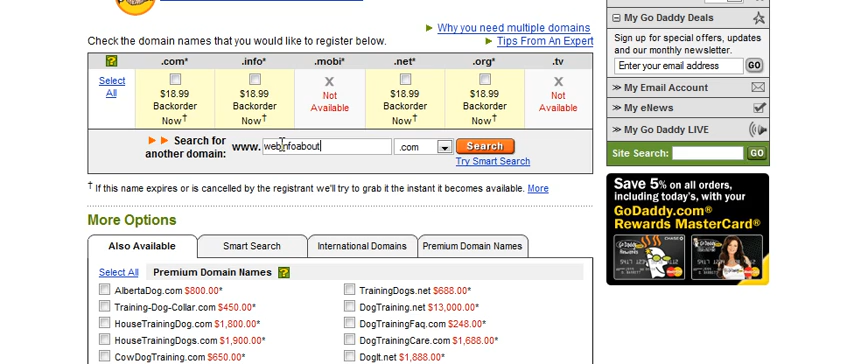 Why you need multiple domains
Check the domain names that you would like to register below.
Tips From An Expert
.com* .info* .mobi* .net* .org* .tv
Select All
$18.99 Backorder Now†
$18.99 Backorder Now†
X Not Available
$18.99 Backorder Now†
$18.99 Backorder Now†
X Not Available
Search for another domain: www. webinfoabout .com Search
Try Smart Search
† If this name expires or is cancelled by the registrant we'll try to grab it the instant it becomes available. More
More Options
Also Available Smart Search International Domains Premium Domain Names
Select All Premium Domain Names ?
AlbertaDog.com $800.00* TrainingDogs.net $688.00*
Training-Dog-Collar.com $450.00* DogTraining.net $13,000.00*
HouseTrainingDog.com $1,800.00* DogTrainingFaq.com $248.00*
HouseTrainingDogs.com $1,900.00* DogTrainingCare.com $1,688.00*
CowDogTraining.com $650.00* DogIt.net $1,888.00*
My Go Daddy Deals
Sign up for special offers, updates
and our monthly newsletter.
Enter your email address GO
>> My Email Account
>> My eNews
>> My Go Daddy LIVE
Site Search: GO
Save 5% on all orders,
including today's, with your
GoDaddy.com®
Rewards MasterCard®